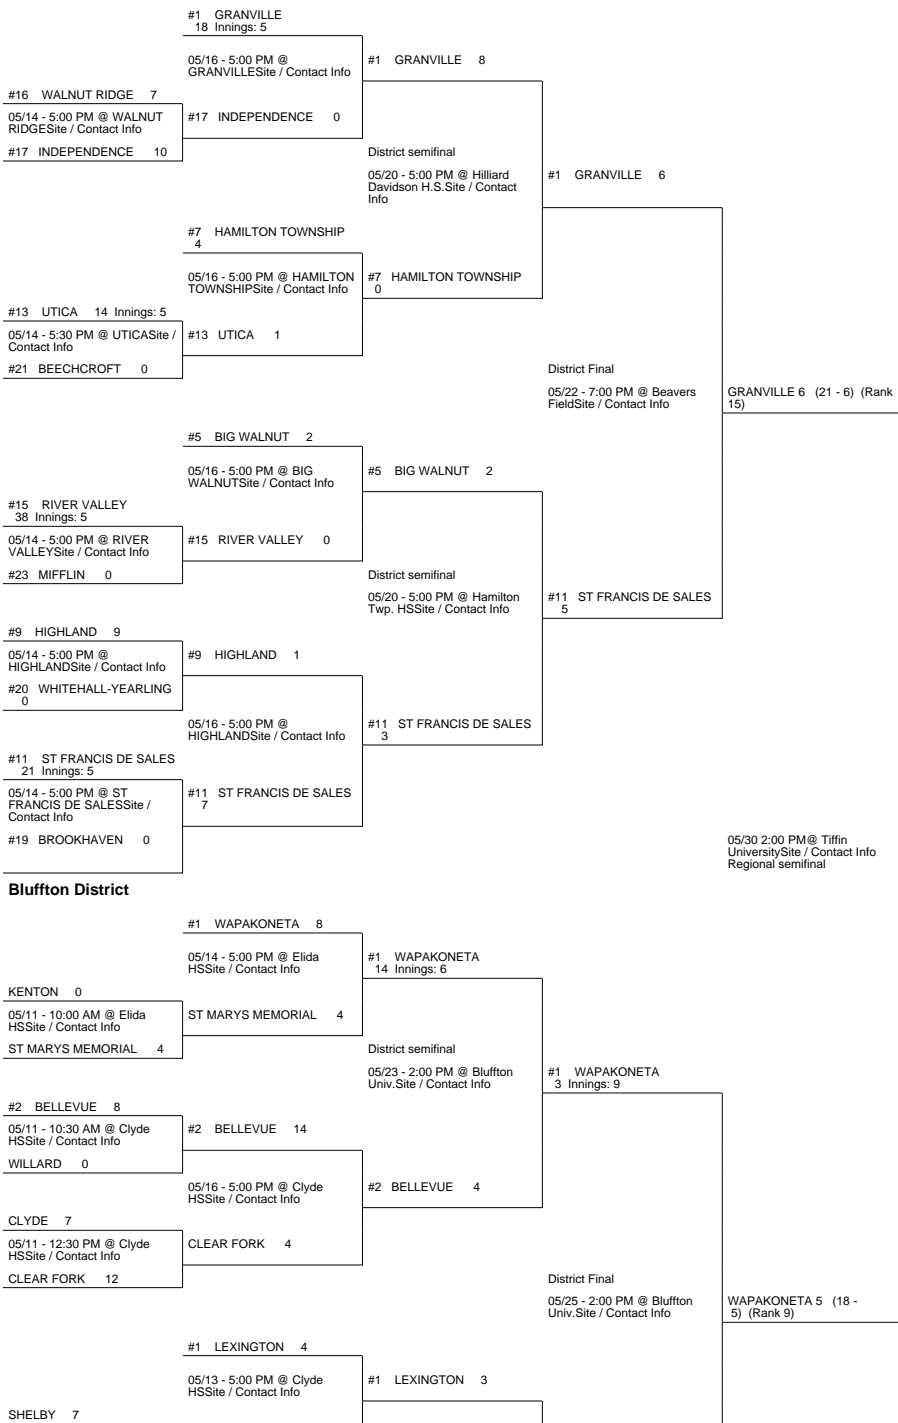 #1 GRANVILLE
18 Innings: 5
05/16 - 5:00 PM @
GRANVILLESite / Contact Info
#1 GRANVILLE 8
#16 WALNUT RIDGE 7
05/14 - 5:00 PM @ WALNUT
RIDGESite / Contact Info
#17 INDEPENDENCE 0
#17 INDEPENDENCE 10
District semifinal
05/20 - 5:00 PM @ Hilliard
Davidson H.S.Site / Contact
Info
#1 GRANVILLE 6
#7 HAMILTON TOWNSHIP
4
05/16 - 5:00 PM @ HAMILTON
TOWNSHIPSite / Contact Info
#7 HAMILTON TOWNSHIP
0
#13 UTICA 14 Innings: 5
05/14 - 5:30 PM @ UTICASite /
Contact Info
#13 UTICA 1
#21 BEECHCROFT 0
District Final
05/22 - 7:00 PM @ Beavers
FieldSite / Contact Info
GRANVILLE 6 (21 - 6) (Rank
15)
#5 BIG WALNUT 2
05/16 - 5:00 PM @ BIG
WALNUTSite / Contact Info
#5 BIG WALNUT 2
#15 RIVER VALLEY
38 Innings: 5
05/14 - 5:00 PM @ RIVER
VALLEYSite / Contact Info
#15 RIVER VALLEY 0
#23 MIFFLIN 0
District semifinal
05/20 - 5:00 PM @ Hamilton
Twp. HSSite / Contact Info
#11 ST FRANCIS DE SALES
5
#9 HIGHLAND 9
05/14 - 5:00 PM @
HIGHLANDSite / Contact Info
#9 HIGHLAND 1
#20 WHITEHALL-YEARLING
0
05/16 - 5:00 PM @
HIGHLANDSite / Contact Info
#11 ST FRANCIS DE SALES
3
#11 ST FRANCIS DE SALES
21 Innings: 5
05/14 - 5:00 PM @ ST
FRANCIS DE SALESSite /
Contact Info
#11 ST FRANCIS DE SALES
7
#19 BROOKHAVEN 0
05/30 2:00 PM@ Tiffin
UniversitySite / Contact Info
Regional semifinal
Bluffton District
#1 WAPAKONETA 8
05/14 - 5:00 PM @ Elida
HSSite / Contact Info
#1 WAPAKONETA
14 Innings: 6
KENTON 0
05/11 - 10:00 AM @ Elida
HSSite / Contact Info
ST MARYS MEMORIAL 4
ST MARYS MEMORIAL 4
District semifinal
05/23 - 2:00 PM @ Bluffton
Univ.Site / Contact Info
#1 WAPAKONETA
3 Innings: 9
#2 BELLEVUE 8
05/11 - 10:30 AM @ Clyde
HSSite / Contact Info
#2 BELLEVUE 14
WILLARD 0
05/16 - 5:00 PM @ Clyde
HSSite / Contact Info
#2 BELLEVUE 4
CLYDE 7
05/11 - 12:30 PM @ Clyde
HSSite / Contact Info
CLEAR FORK 4
CLEAR FORK 12
District Final
05/25 - 2:00 PM @ Bluffton
Univ.Site / Contact Info
WAPAKONETA 5 (18 -
5) (Rank 9)
#1 LEXINGTON 4
05/13 - 5:00 PM @ Clyde
HSSite / Contact Info
#1 LEXINGTON 3
SHELBY 7